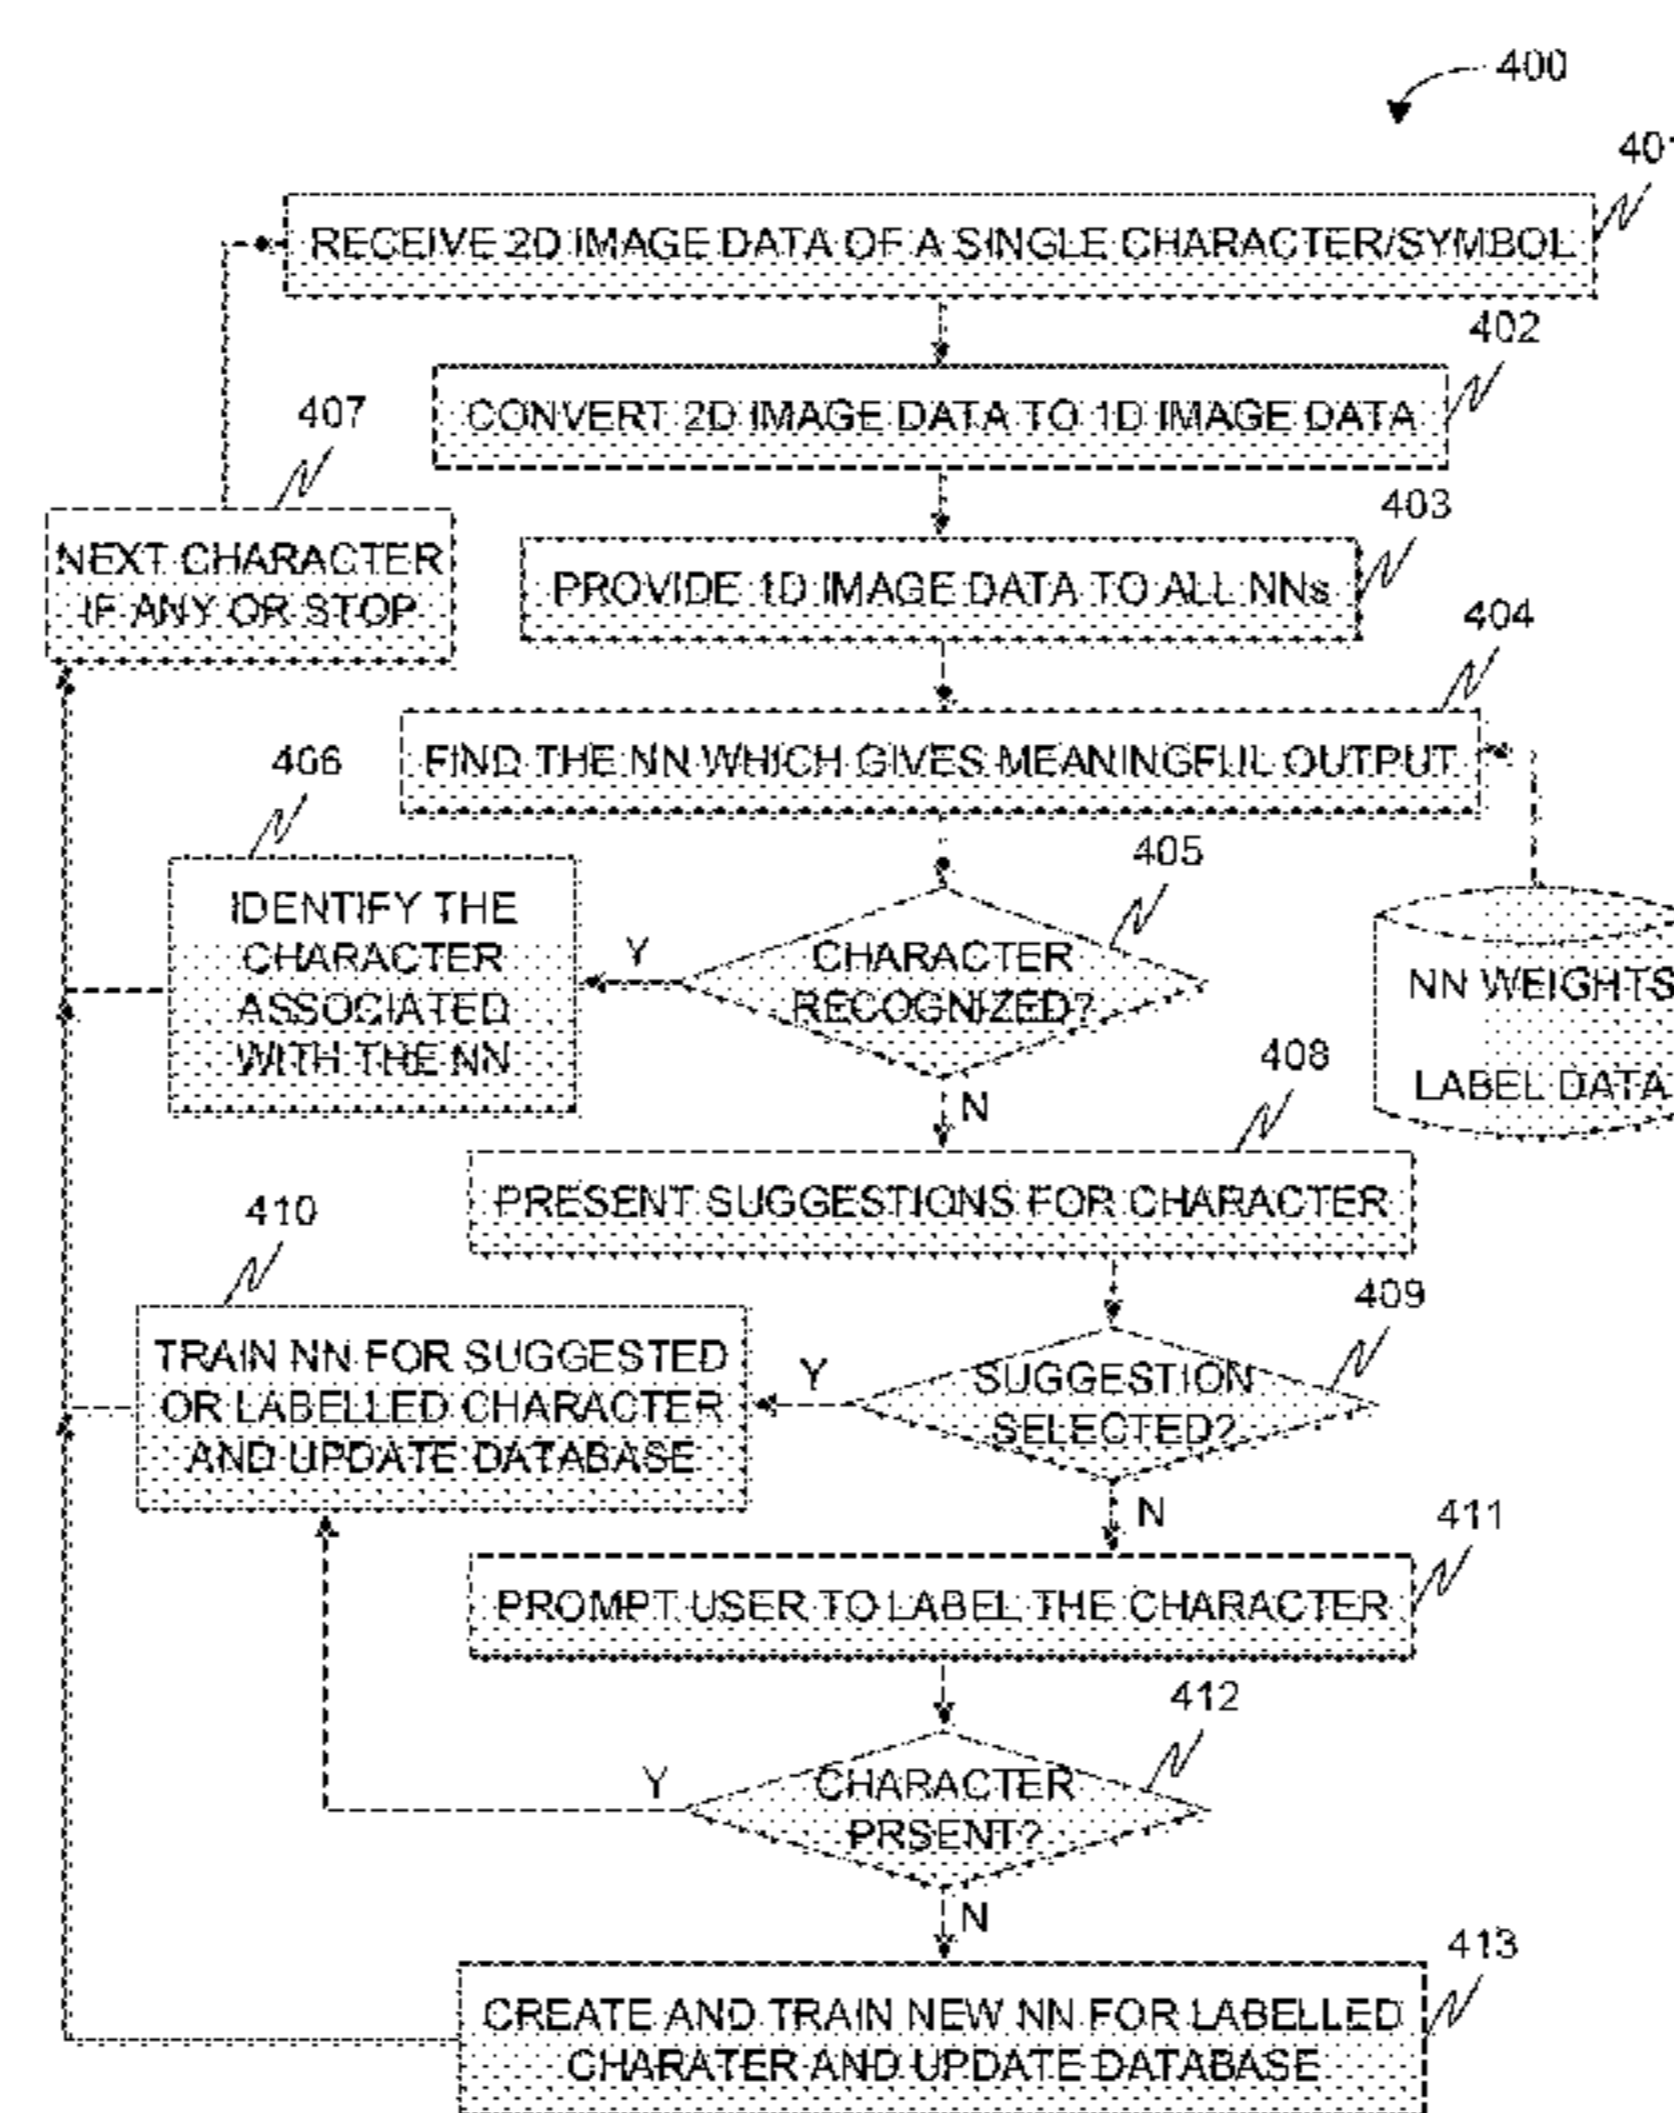 400
401
RECEIVE 2D IMAGE DATA OF A SINGLE CHARACTER/SYMBOL
402
CONVERT 2D IMAGE DATA TO 1D IMAGE DATA
407
NEXT CHARACTER
IF ANY OR STOP
403
PROVIDE 1D IMAGE DATA TO ALL NNs
404
FIND THE NN WHICH GIVES MEANINGFUL OUTPUT
406
IDENTIFY THE
CHARACTER
ASSOCIATED
WITH THE NN
405
Y
CHARACTER
RECOGNIZED?
N
NN WEIGHTS
LABEL DATA
408
PRESENT SUGGESTIONS FOR CHARACTER
410
TRAIN NN FOR SUGGESTED
OR LABELLED CHARACTER
AND UPDATE DATABASE
409
Y
SUGGESTION
SELECTED?
N
411
PROMPT USER TO LABEL THE CHARACTER
412
Y
CHARACTER
PRSENT?
N
413
CREATE AND TRAIN NEW NN FOR LABELLED
CHARATER AND UPDATE DATABASE